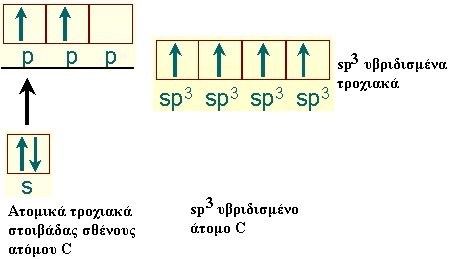 p p p
s
Ατομικά τροχιακά
στοιβάδας σθένους
ατόμου C
sp³ sp³ sp³ sp³
sp³ υβριδισμένα
τροχιακά
sp³ υβριδισμένο
άτομο C